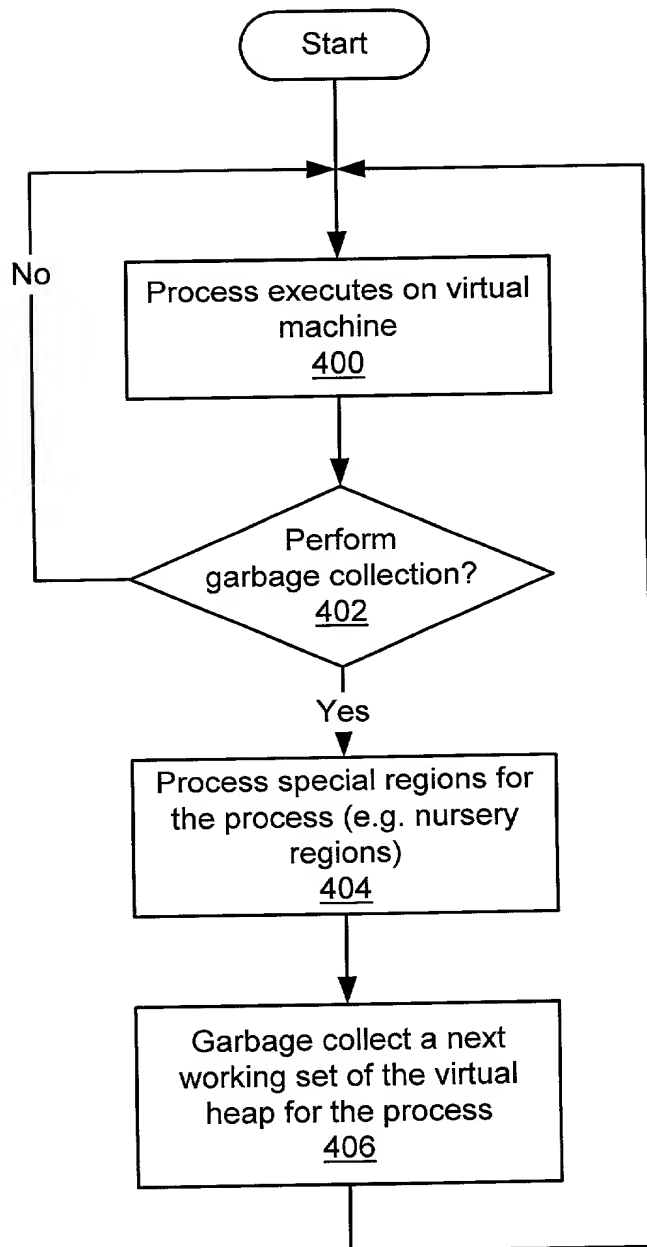 Start
No
Process executes on virtual
machine
400
Perform
garbage collection?
402
Yes
Process special regions for
the process (e.g. nursery
regions)
404
Garbage collect a next
working set of the virtual
heap for the process
406